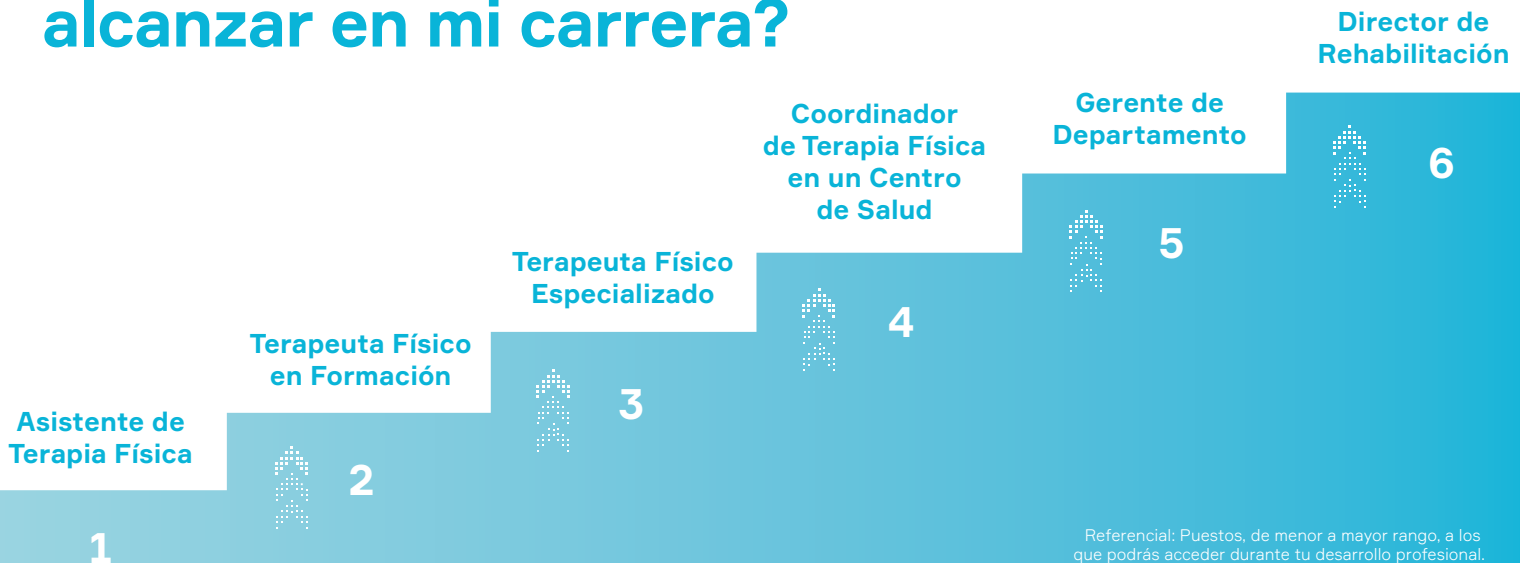 alcanzar en mi carrera?
Director de
Rehabilitación
6
Gerente de
Departamento
5
Coordinador
de Terapia Física
en un Centro
de Salud
4
Terapeuta Físico
Especializado
3
Terapeuta Físico
en Formación
2
Asistente de
Terapia Física
1
Referencial: Puestos, de menor a mayor rango, a los
que podrás acceder durante tu desarrollo profesional.